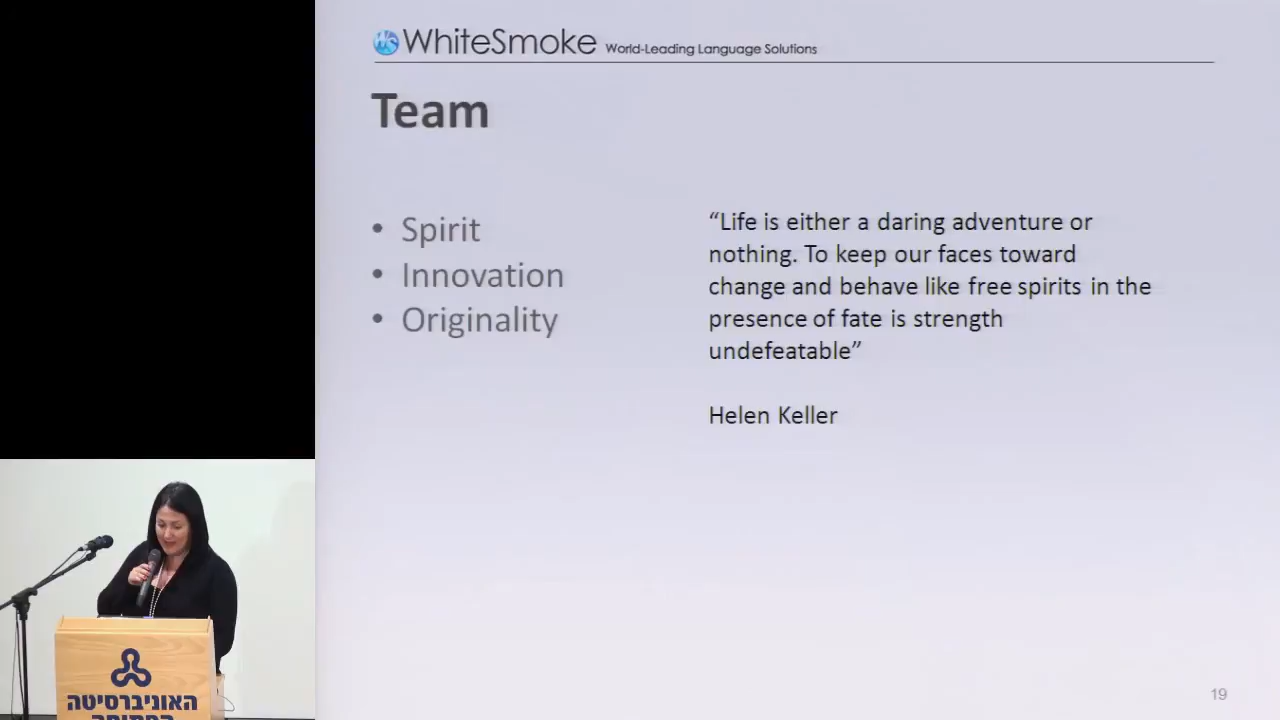 WhiteSmoke World-Leading Language Solutions
Team
• Spirit
• Innovation
• Originality
“Life is either a daring adventure or
nothing. To keep our faces toward
change and behave like free spirits in the
presence of fate is strength
undefeatable”
Helen Keller
19
האוניברסיטה
הפתוחה